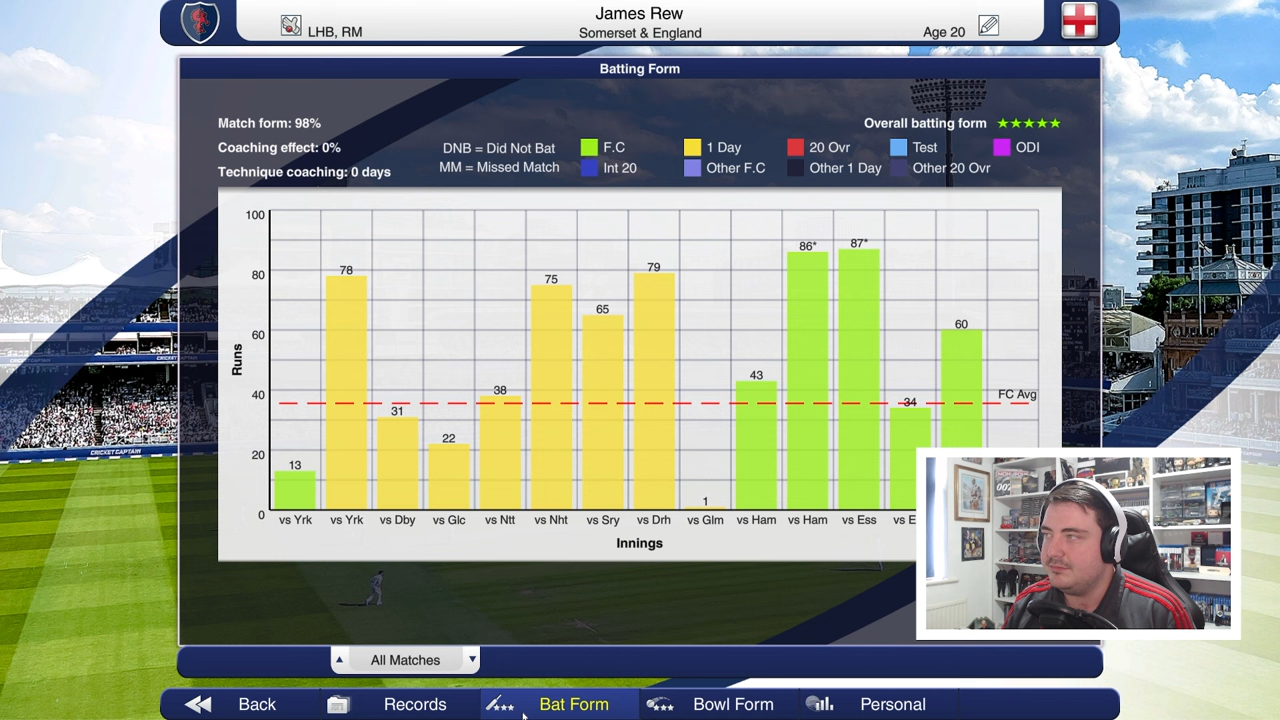 James Rew
LHB, RM
Somerset & England
Age 20
Batting Form
Match form: 98%
Overall batting form ★★★★★
Coaching effect: 0%
Technique coaching: 0 days
DNB = Did Not Bat
MM = Missed Match
F.C
1 Day
20 Ovr
Test
ODI
Int 20
Other F.C
Other 1 Day
Other 20 Ovr
100
80
60
40
20
0
Runs
13
78
31
22
38
75
65
79
1
43
86*
87*
34
60
FC Avg
vs Yrk
vs Yrk
vs Dby
vs Glc
vs Ntt
vs Nht
vs Sry
vs Drh
vs Glm
vs Ham
vs Ham
vs Ess
vs E
Innings
CRICKET CAPTAIN
007
All Matches
Back
Records
Bat Form
Bowl Form
Personal